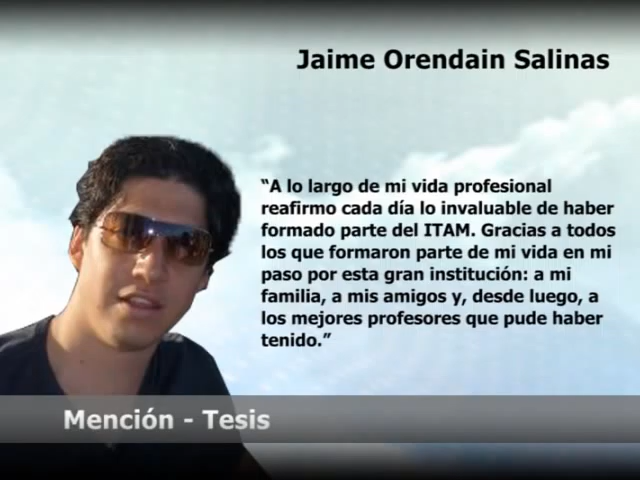 Jaime Orendain Salinas
“A lo largo de mi vida profesional
reafirmo cada día lo invaluable de haber
formado parte del ITAM. Gracias a todos
los que formaron parte de mi vida en mi
paso por esta gran institución: a mi
familia, a mis amigos y, desde luego, a
los mejores profesores que pude haber
tenido.”
Mención - Tesis